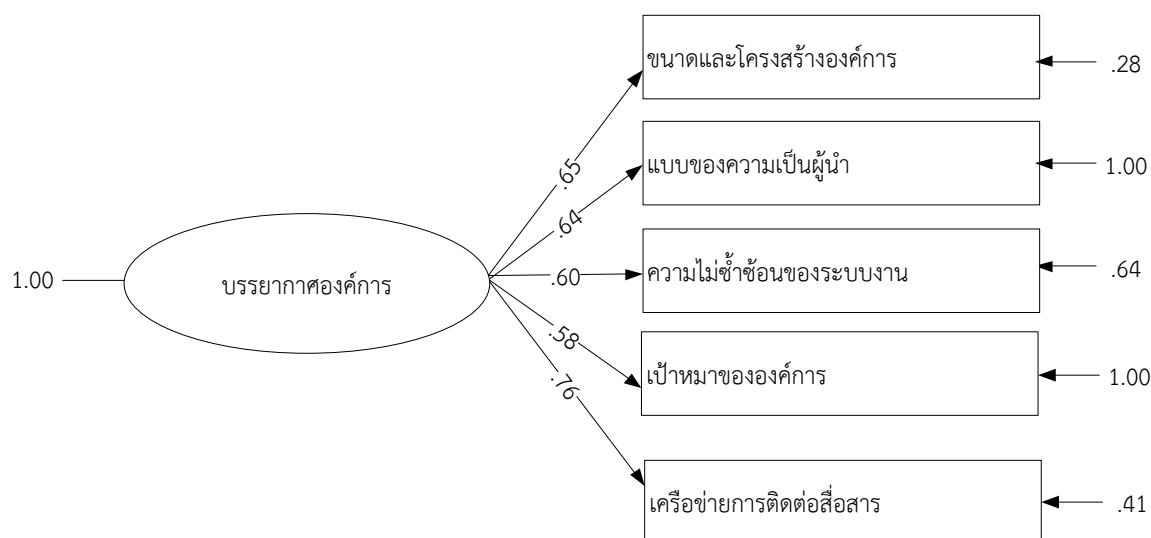 ขนาดและโครงสร้างองค์การ
.28
.65
แบบของความเป็นผู้นำ
1.00
.64
1.00
บรรยากาศองค์การ
.60
ความไม่ซ้ำซ้อนของระบบงาน
.64
.58
เป้าหมาขององค์การ
1.00
.76
เครือข่ายการติดต่อสื่อสาร
.41